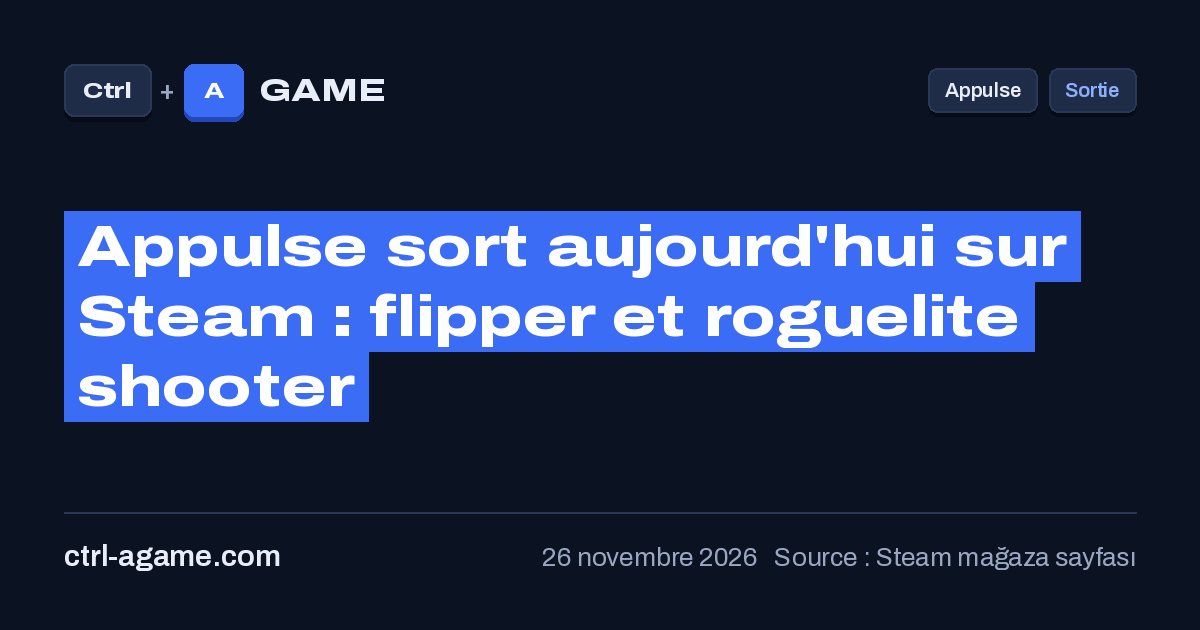 Ctrl + A GAME
Appulse Sortie
Appulse sort aujourd'hui sur
Steam : flipper et roguelite
shooter
ctrl-agame.com
26 novembre 2026 Source : Steam mağaza sayfası